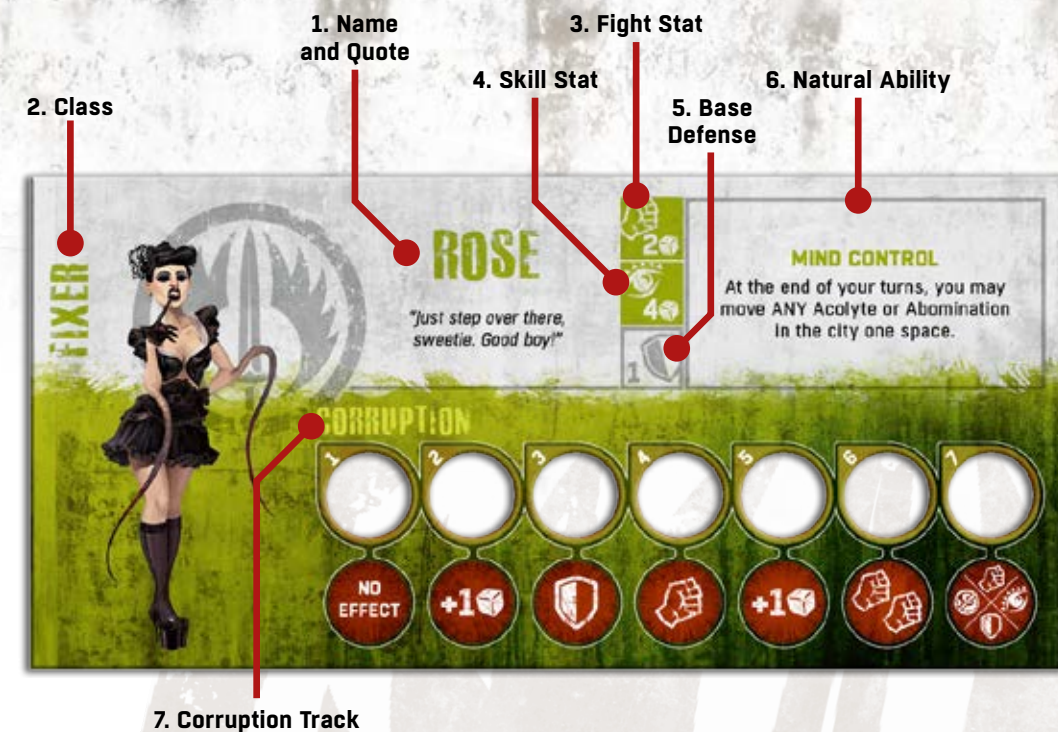 1. Name
and Quote
3. Fight Stat
4. Skill Stat
6. Natural Ability
2. Class
5. Base
Defense
FIXER
ROSE
"Just step over there,
sweetie. Good boy!"
2
4
1
MIND CONTROL
At the end of your turns, you may
move ANY Acolyte or Abomination
in the city one space.
CORRUPTION
1 2 3 4 5 6 7
NO
EFFECT
+1 +1
7. Corruption Track